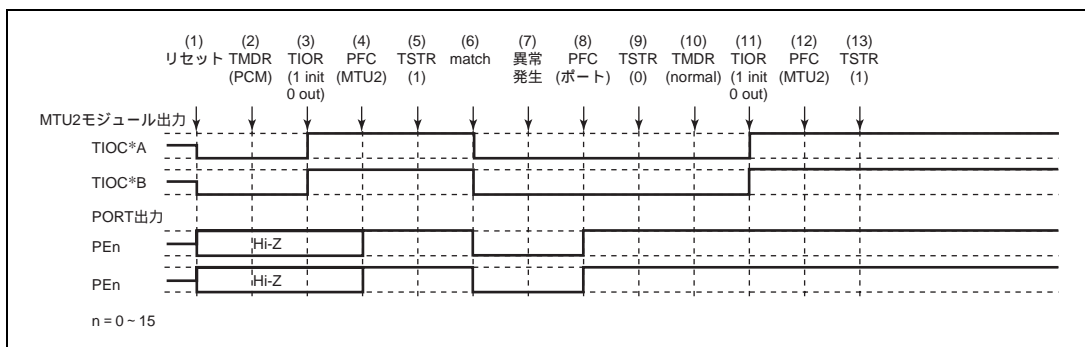 (1) (2) (3) (4) (5) (6) (7) (8) (9) (10) (11) (12) (13)
リセット TMDR TIOR PFC TSTR match 異常 PFC TSTR TMDR TIOR PFC TSTR
(PCM) (1 init (MTU2) (1) 発生 (ポート) (0) (normal) (1 init (MTU2) (1)
0 out) 0 out)
MTU2モジュール出力
TIOC*A
TIOC*B
PORT出力
PEn Hi-Z
PEn Hi-Z
n = 0 ~ 15